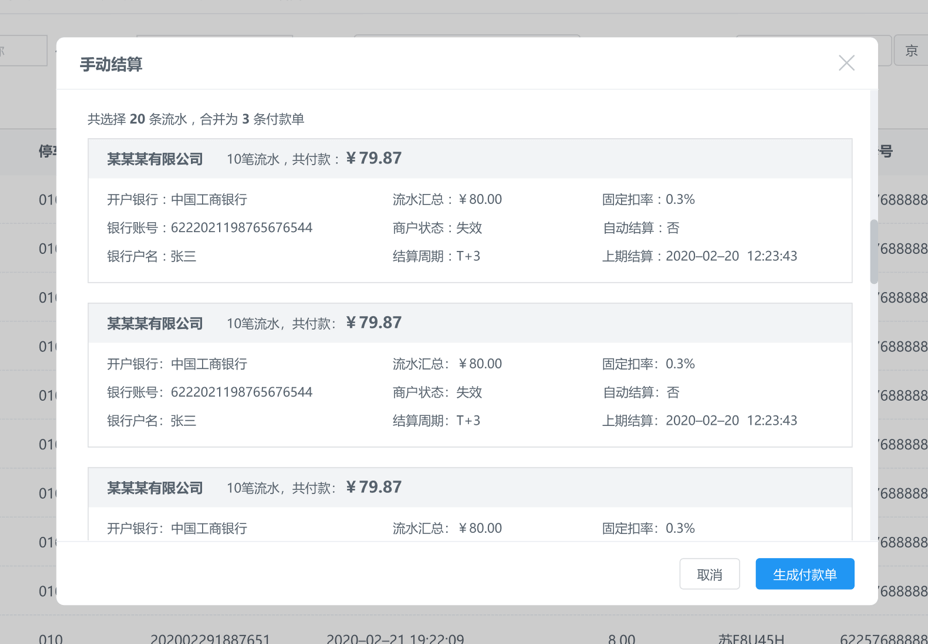 京
手动结算
共选择 20 条流水，合并为 3 条付款单
某某某有限公司 10笔流水，共付款：¥79.87
开户银行：中国工商银行 流水汇总：¥80.00 固定扣率：0.3%
银行账号：6222021198765676544 商户状态：失效 自动结算：否
银行户名：张三 结算周期：T+3 上期结算：2020–02–20 12:23:43
某某某有限公司 10笔流水，共付款：¥79.87
开户银行：中国工商银行 流水汇总：¥80.00 固定扣率：0.3%
银行账号：6222021198765676544 商户状态：失效 自动结算：否
银行户名：张三 结算周期：T+3 上期结算：2020–02–20 12:23:43
某某某有限公司 10笔流水，共付款：¥79.87
开户银行：中国工商银行 流水汇总：¥80.00 固定扣率：0.3%
取消 生成付款单
010 202002291887651 2020–02–21 19:22:09 8.00 苏E8U45H 62257688888